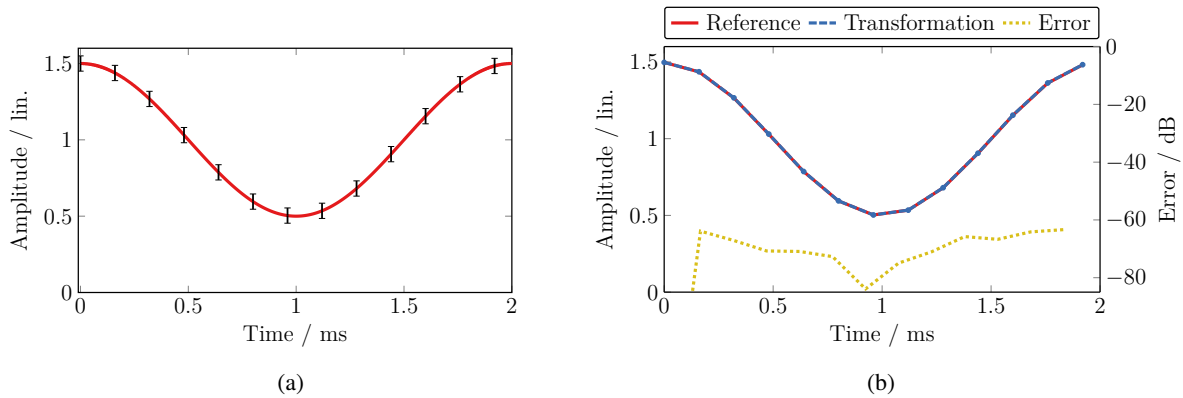 Amplitude / lin.
1.5
1
0.5
0
0 0.5 1 1.5 2
Time / ms
(a)
Reference Transformation Error
Amplitude / lin.
1.5
1
0.5
0
0 0.5 1 1.5 2
Time / ms
0
−20
−40
−60
−80
Error / dB
(b)